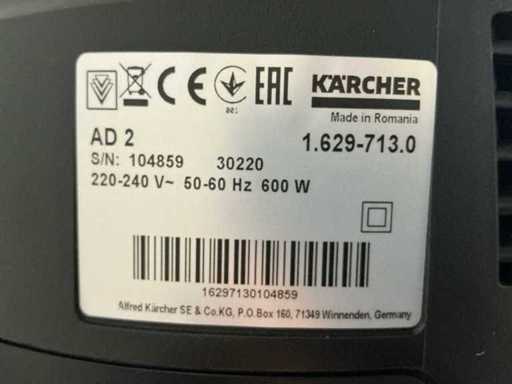 CE EAC KÄRCHER
Made in Romania
AD 2 1.629-713.0
S/N: 104859 30220
220-240 V~ 50-60 Hz 600 W
16297130104859
Alfred Kärcher SE & Co.KG, P.O.Box 160, 71349 Winnenden, Germany